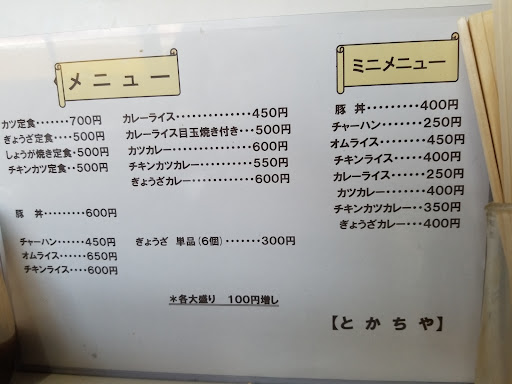 メニュー
カツ定食・・・・・・・700円
ぎょうざ定食・・・・500円
しょうが焼き定食・500円
チキンカツ定食・・500円
豚 丼・・・・・・・・・600円
チャーハン・・・・・450円
オムライス・・・・・・650円
チキンライス・・・・600円
カレーライス・・・・・・・・・・450円
カレーライス目玉焼き付き・・・500円
カツカレー・・・・・・・・・・・600円
チキンカツカレー・・・・・・550円
ぎょうざカレー・・・・・・・・600円
ぎょうざ 単品(6個)・・・・・・・300円
*各大盛り 100円増し
ミニメニュー
豚 丼・・・・・・・・400円
チャーハン・・・・・250円
オムライス・・・・・400円
チキンライス・・・・・400円
カレーライス・・・・・250円
カツカレー・・・・・400円
チキンカツカレー・・350円
ぎょうざカレー・・・400円
【とかちや】